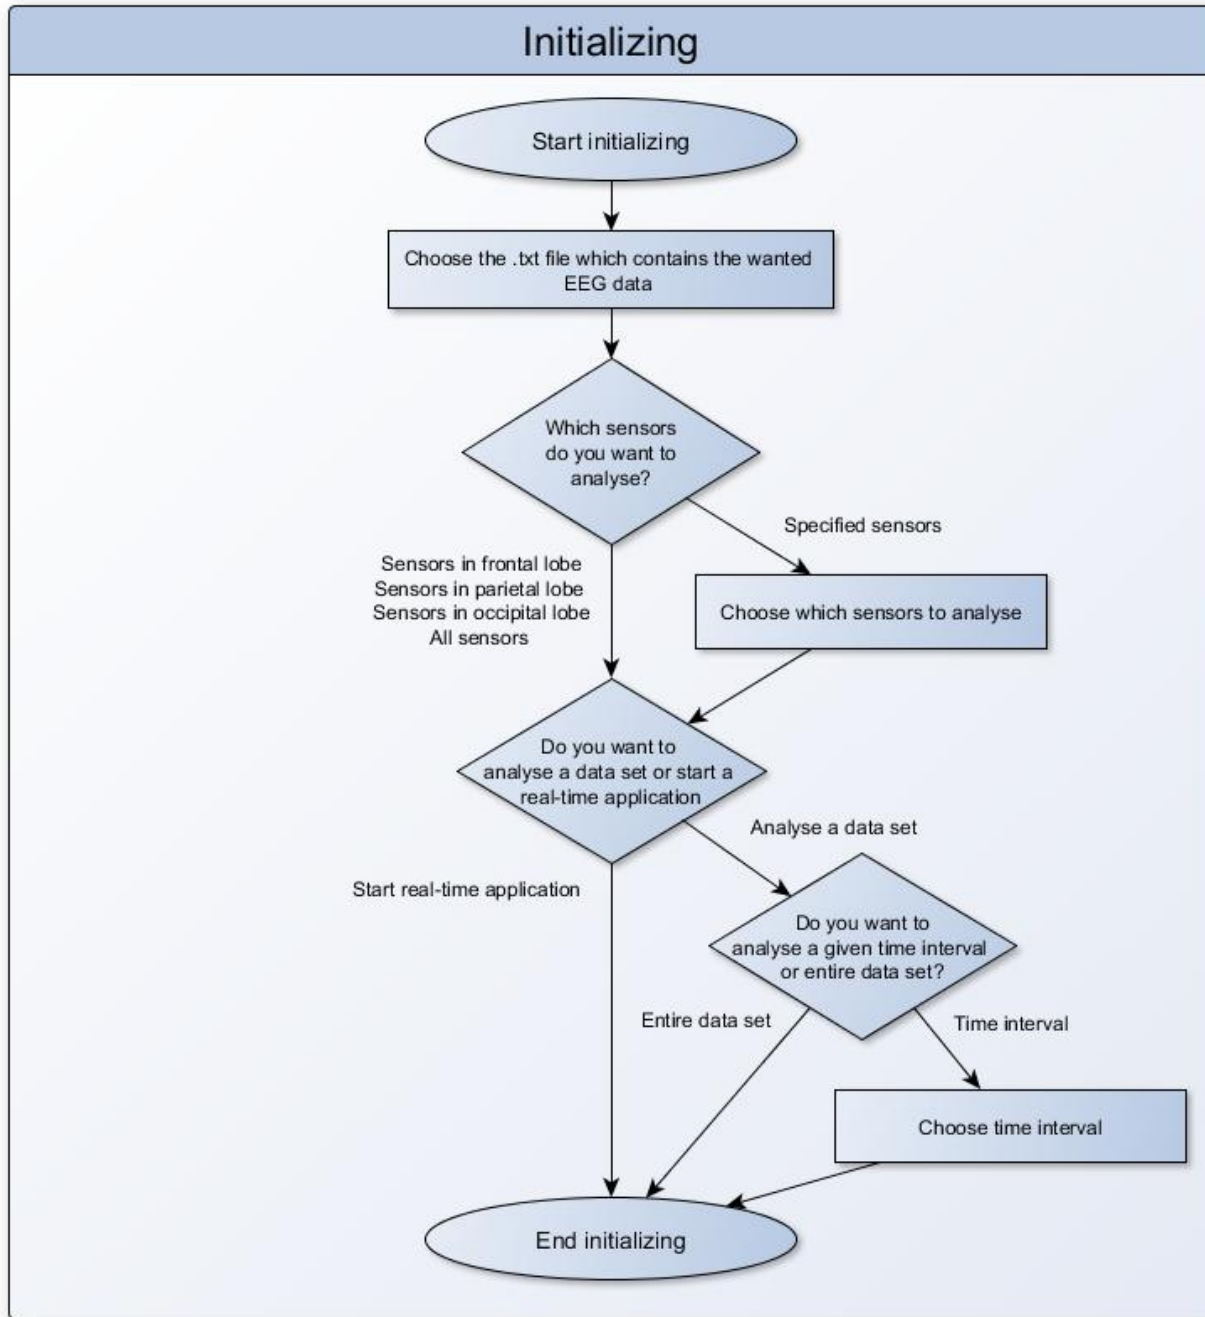 Initializing
Start initializing
Choose the .txt file which contains the wanted
EEG data
Which sensors
do you want to
analyse?
Specified sensors
Sensors in frontal lobe
Sensors in parietal lobe
Sensors in occipital lobe
All sensors
Choose which sensors to analyse
Do you want to
analyse a data set or start a
real-time application
Analyse a data set
Start real-time application
Do you want to
analyse a given time interval
or entire data set?
Entire data set
Time interval
Choose time interval
End initializing